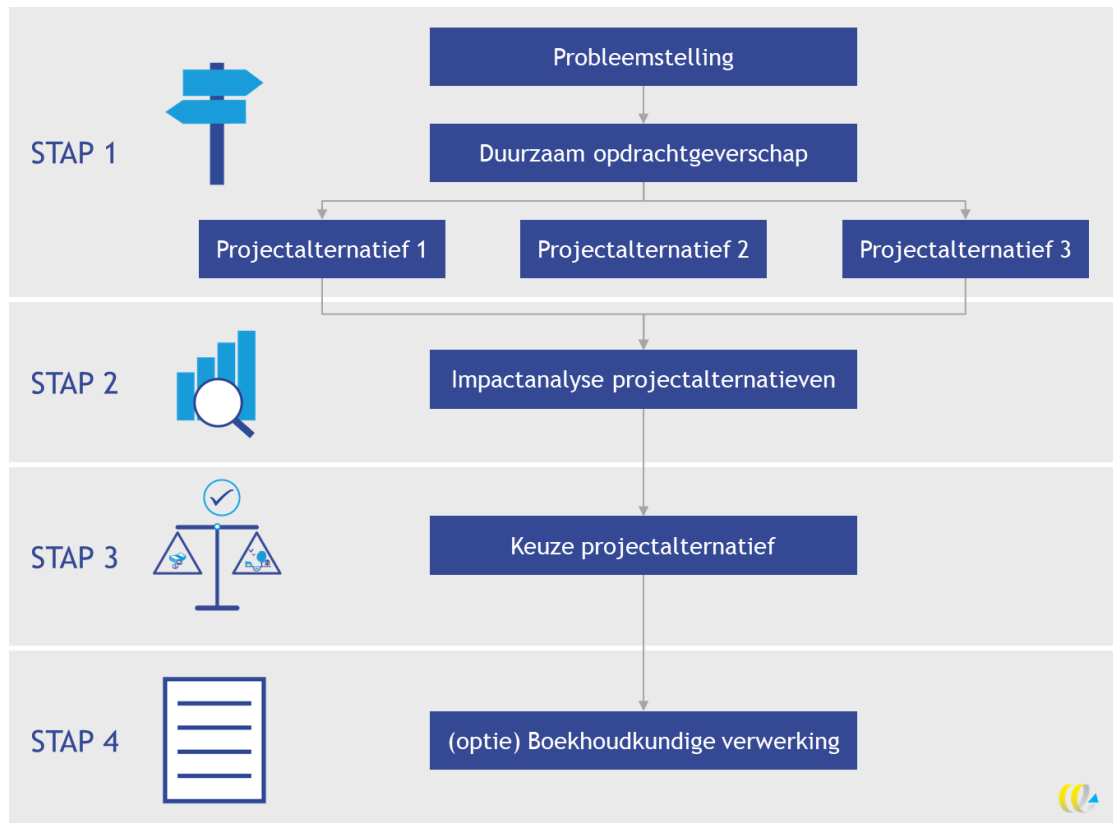 STAP 1
Probleemstelling
Duurzaam opdrachtgeverschap
Projectalternatief 1
Projectalternatief 2
Projectalternatief 3
STAP 2
Impactanalyse projectalternatieven
STAP 3
Keuze projectalternatief
STAP 4
(optie) Boekhoudkundige verwerking